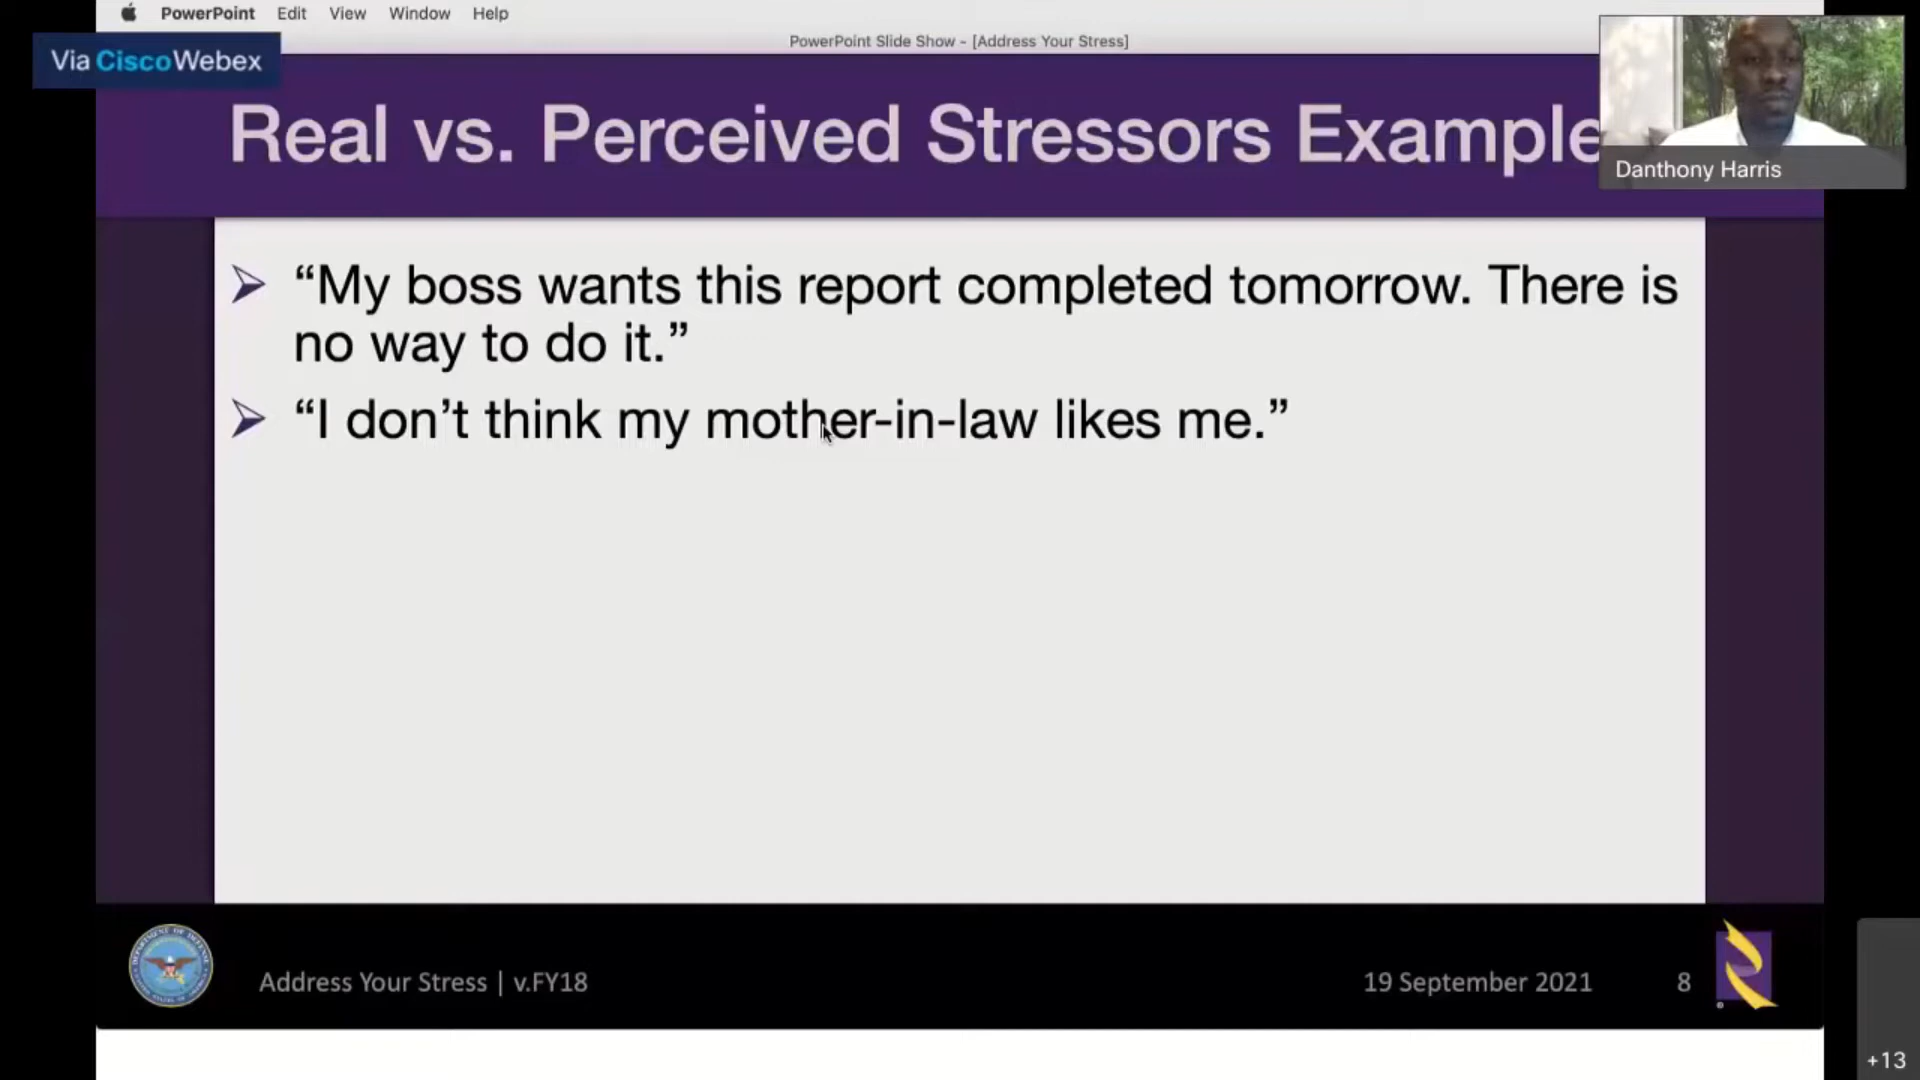 PowerPoint Edit View Window Help
PowerPoint Slide Show - [Address Your Stress]
Via CiscoWebex
Real vs. Perceived Stressors Example
Danthony Harris
“My boss wants this report completed tomorrow. There is
no way to do it.”
“I don’t think my mother-in-law likes me.”
Address Your Stress | v.FY18
19 September 2021
8
+13